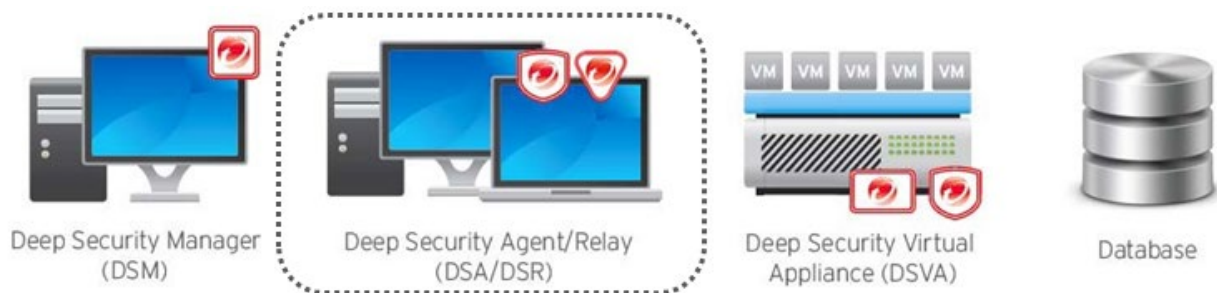 VM VM VM VM VM
Deep Security Manager
(DSM)
Deep Security Agent/Relay
(DSA/DSR)
Deep Security Virtual
Appliance (DSVA)
Database